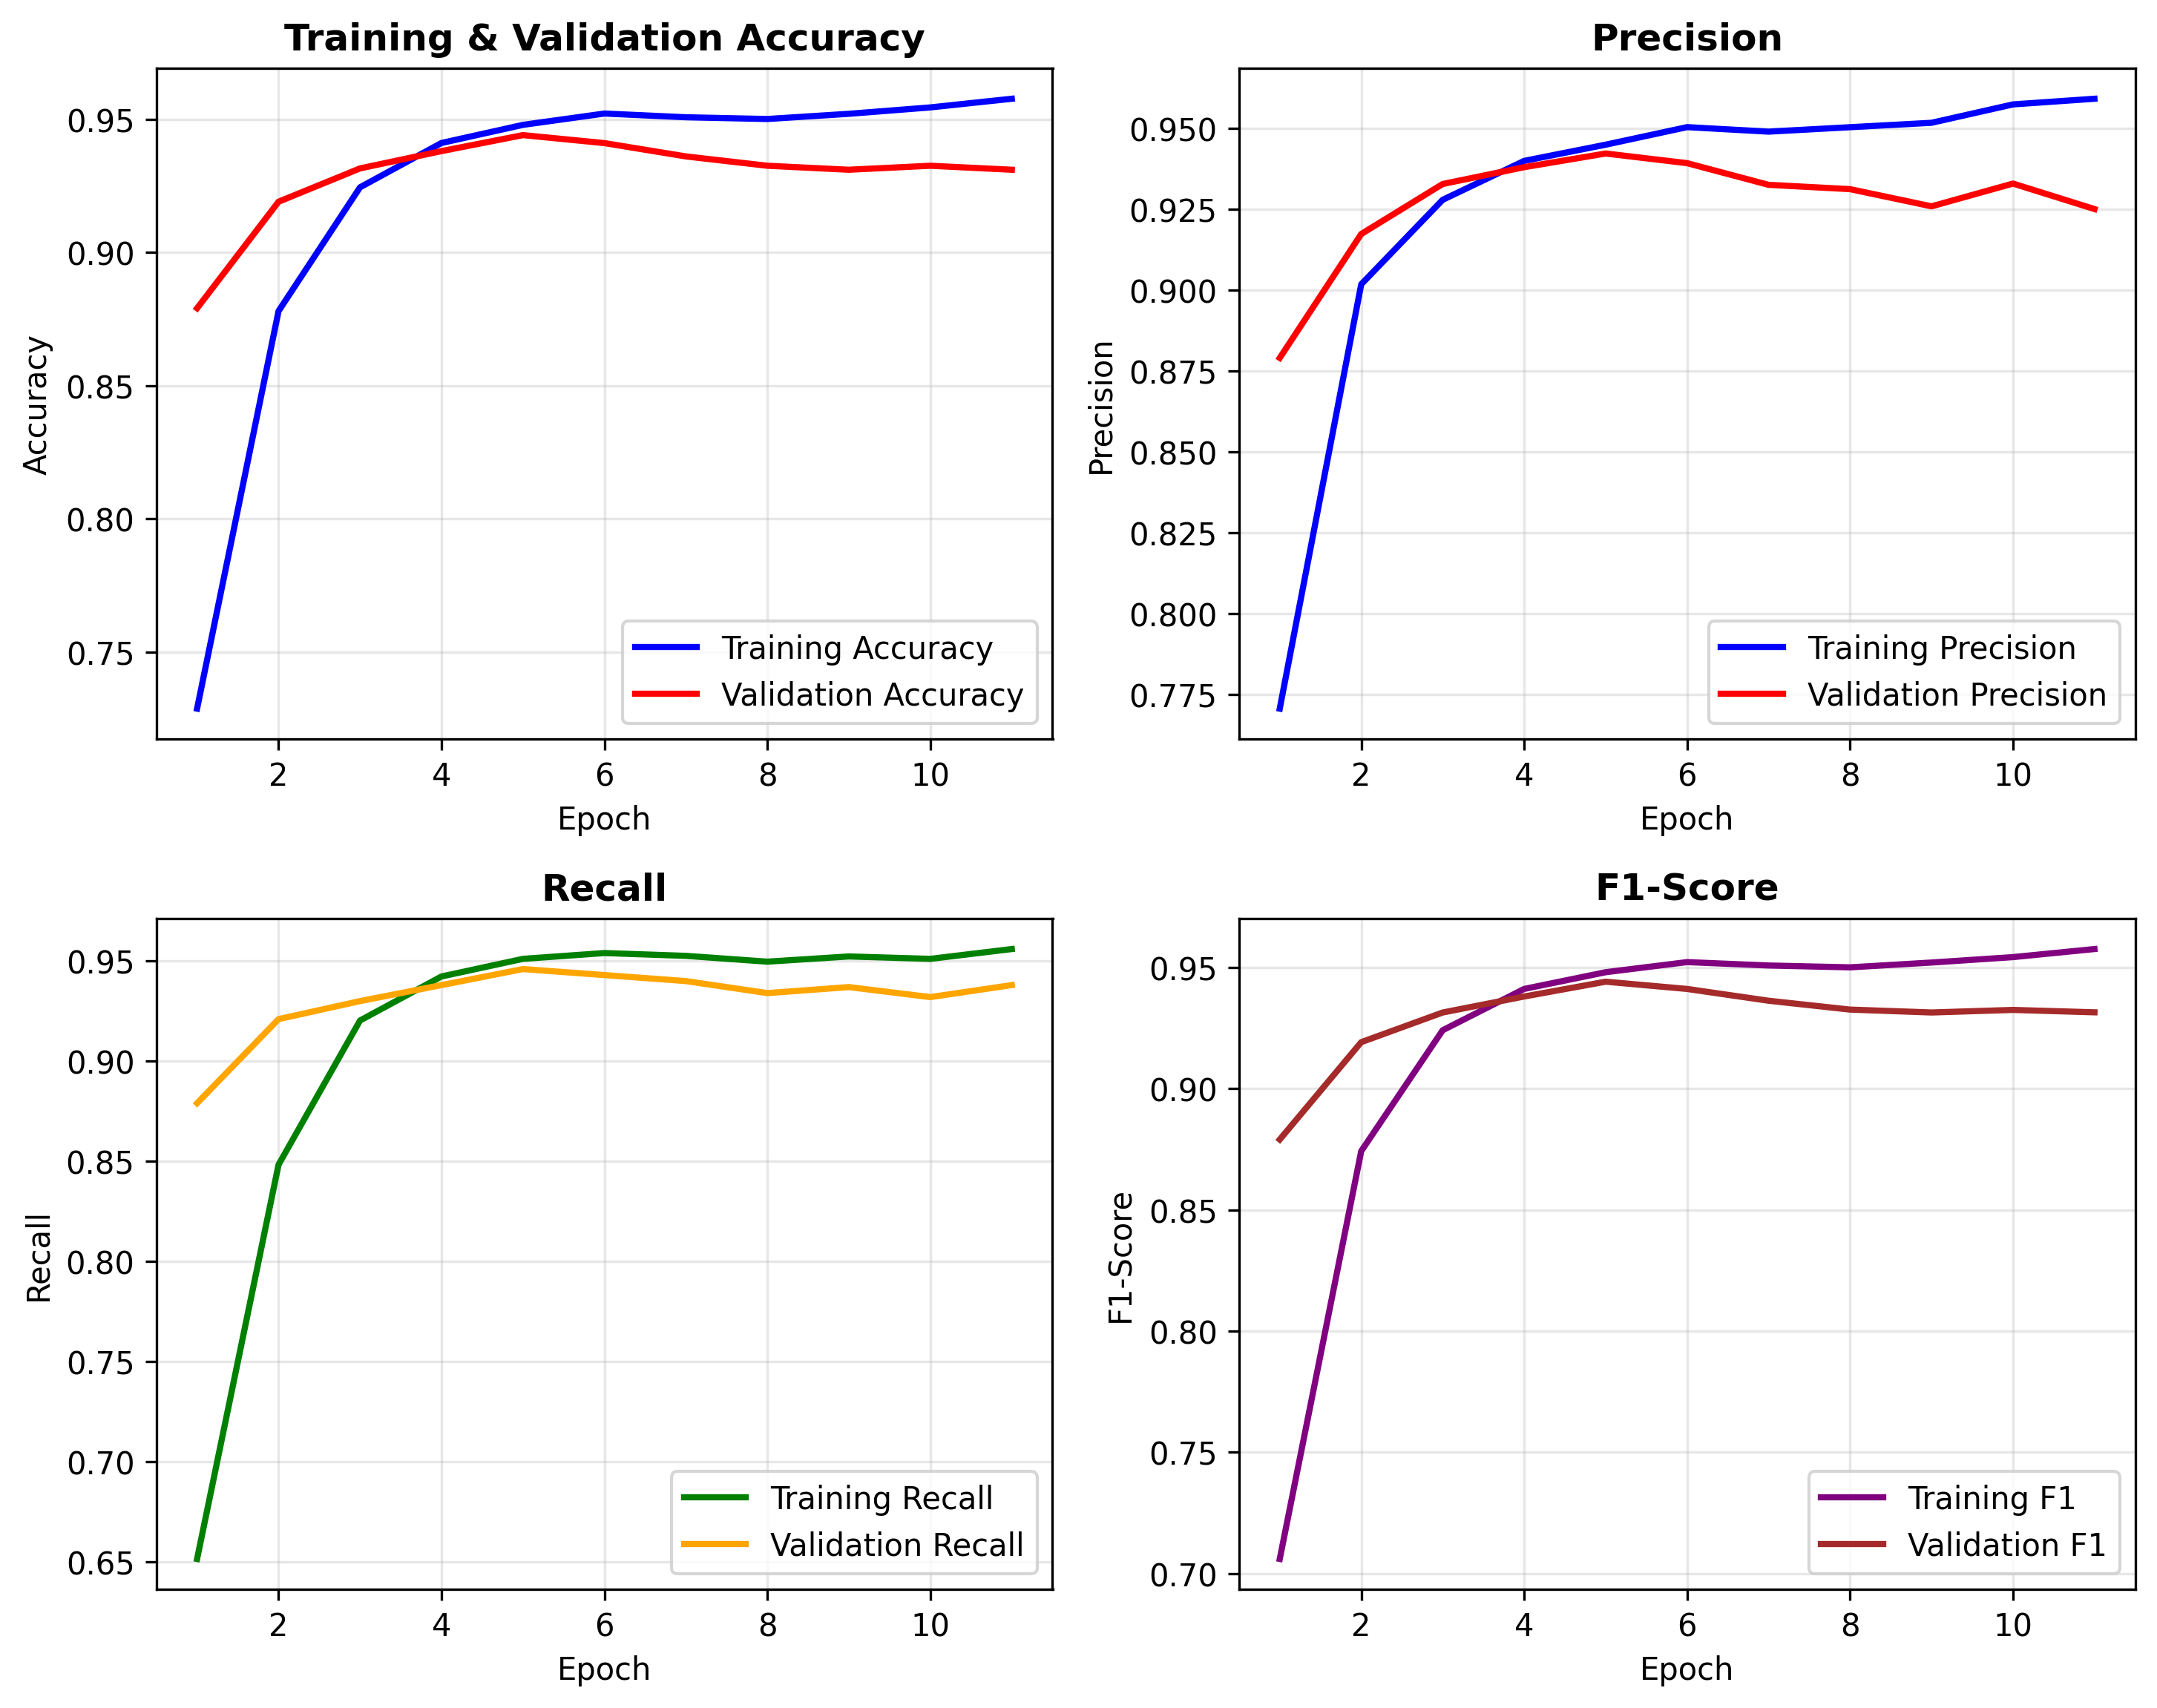 Training & Validation Accuracy
Accuracy
0.95
0.90
0.85
0.80
0.75
Training Accuracy
Validation Accuracy
2 4 6 8 10
Epoch
Precision
Precision
0.950
0.925
0.900
0.875
0.850
0.825
0.800
0.775
Training Precision
Validation Precision
2 4 6 8 10
Epoch
Recall
Recall
0.95
0.90
0.85
0.80
0.75
0.70
0.65
Training Recall
Validation Recall
2 4 6 8 10
Epoch
F1-Score
F1-Score
0.95
0.90
0.85
0.80
0.75
0.70
Training F1
Validation F1
2 4 6 8 10
Epoch